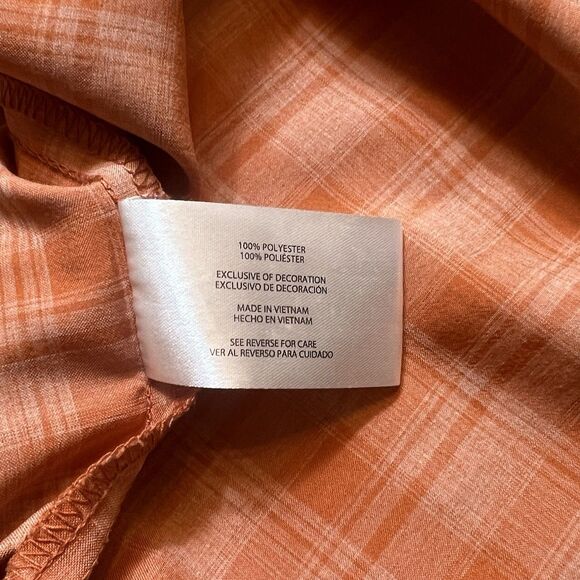 100% POLYESTER
100% POLIÉSTER
EXCLUSIVE OF DECORATION
EXCLUSIVO DE DECORACIÓN
MADE IN VIETNAM
HECHO EN VIETNAM
SEE REVERSE FOR CARE
VER AL REVERSO PARA CUIDADO